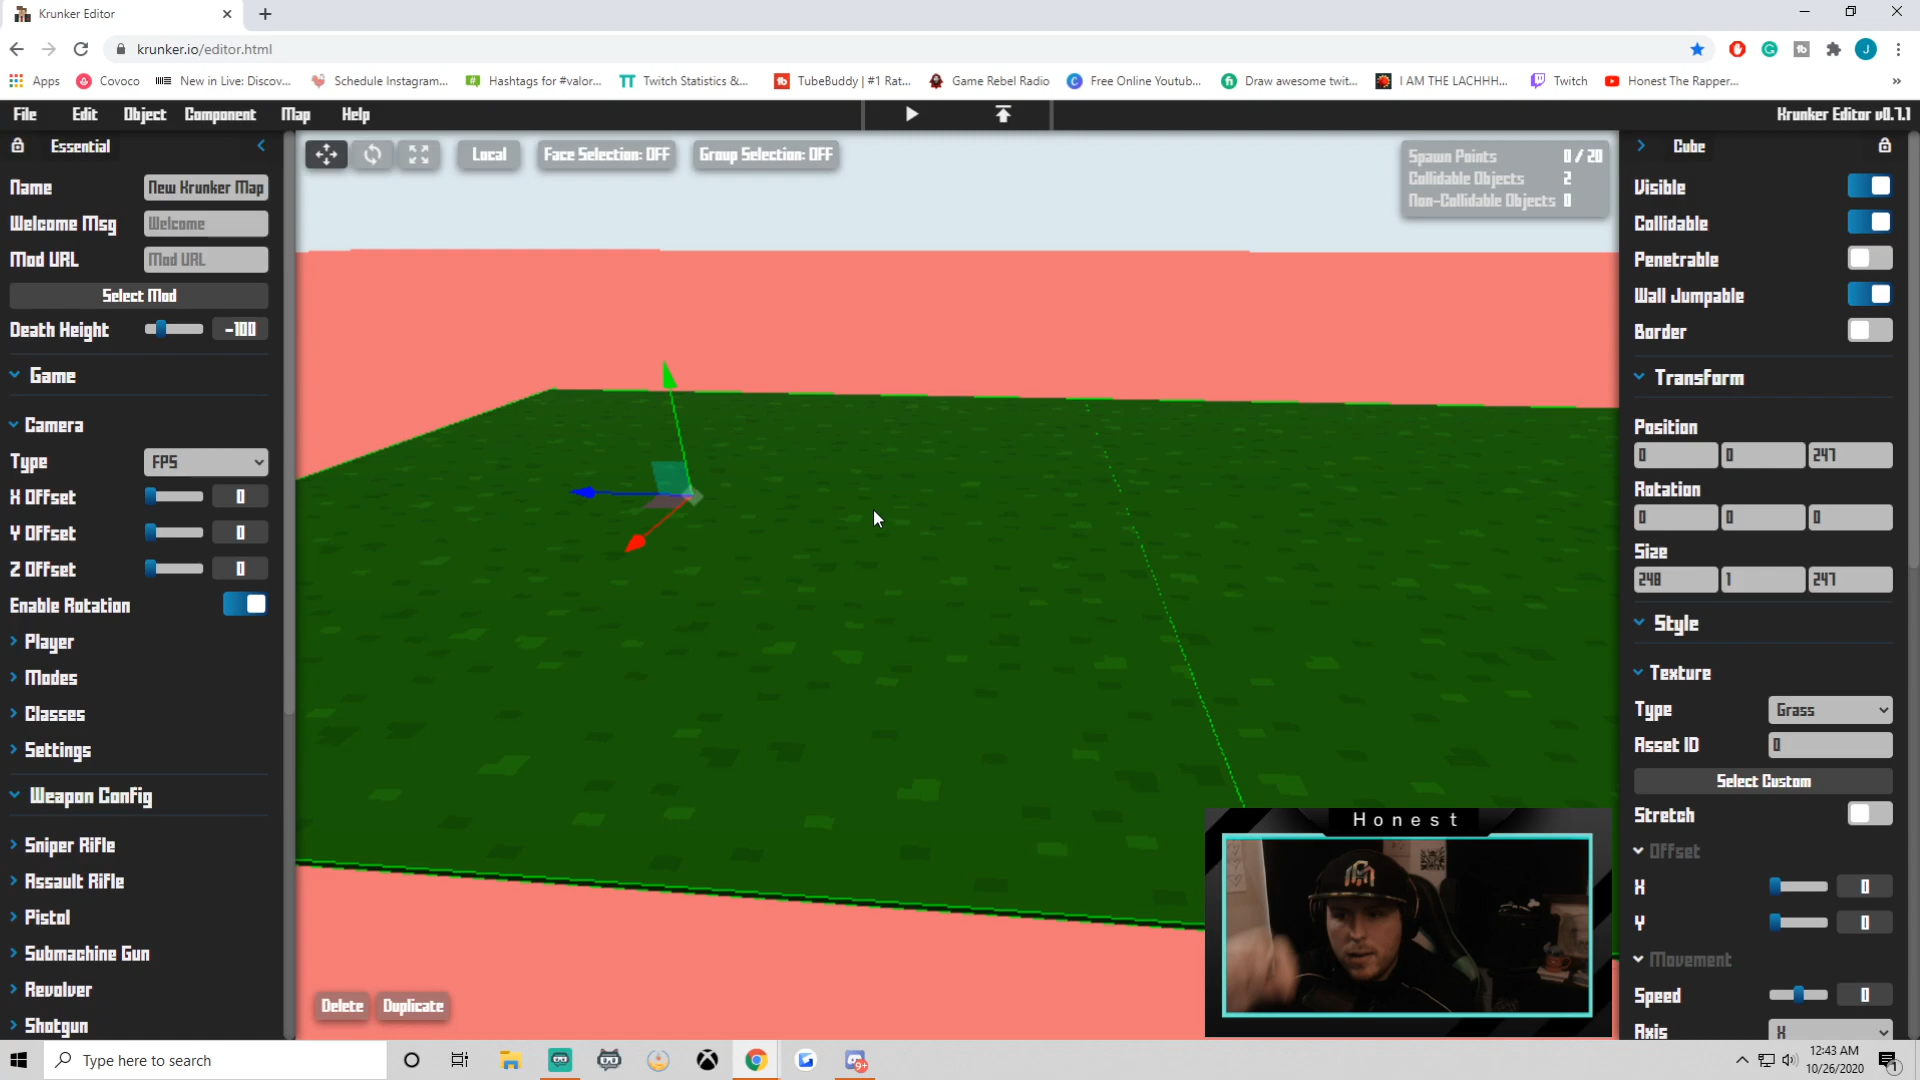 Krunker Editor
krunker.io/editor.html
Apps Covoco New in Live: Discov... Schedule Instagram... Hashtags for #valor... Twitch Statistics &... TubeBuddy | #1 Rat... Game Rebel Radio Free Online Youtub... Draw awesome twit... I AM THE LACHHH... Twitch Honest The Rapper...
File Edit Object Component Map Help Krunker Editor v0.7.1
Essential
Name New Krunker Map
Welcome Msg Welcome
Mod URL Mod URL
Select Mod
Death Height -100
Game
Camera
Type FPS
X Offset 0
Y Offset 0
Z Offset 0
Enable Rotation
Player
Modes
Classes
Settings
Weapon Config
Sniper Rifle
Assault Rifle
Pistol
Submachine Gun
Revolver
Shotgun
Local Face Selection: OFF Group Selection: OFF
Spawn Points 0 / 20
Collidable Objects 2
Non-Collidable Objects 0
Delete Duplicate
Honest
Cube
Visible
Collidable
Penetrable
Wall Jumpable
Border
Transform
Position
0 0 247
Rotation
0 0 0
Size
248 1 247
Style
Texture
Type Grass
Asset ID 0
Select Custom
Stretch
Offset
X 0
Y 0
Movement
Speed 0
Axis X
Type here to search
9+
12:43 AM
10/26/2020
1